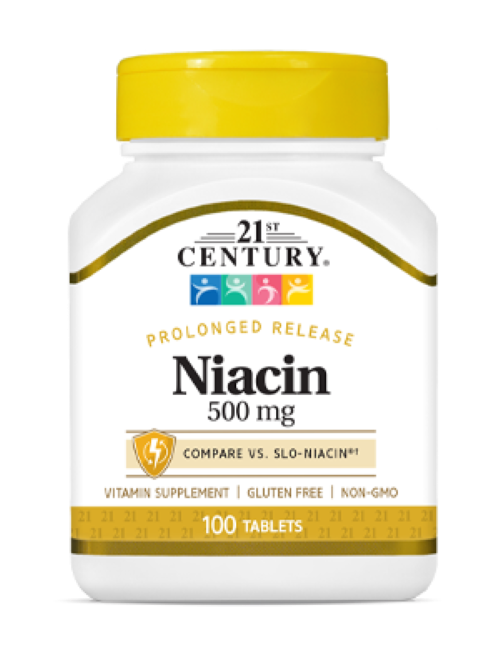 21ST
CENTURY®
PROLONGED RELEASE
Niacin
500 mg
COMPARE VS. SLO-NIACIN®†
VITAMIN SUPPLEMENT | GLUTEN FREE | NON-GMO
100 TABLETS